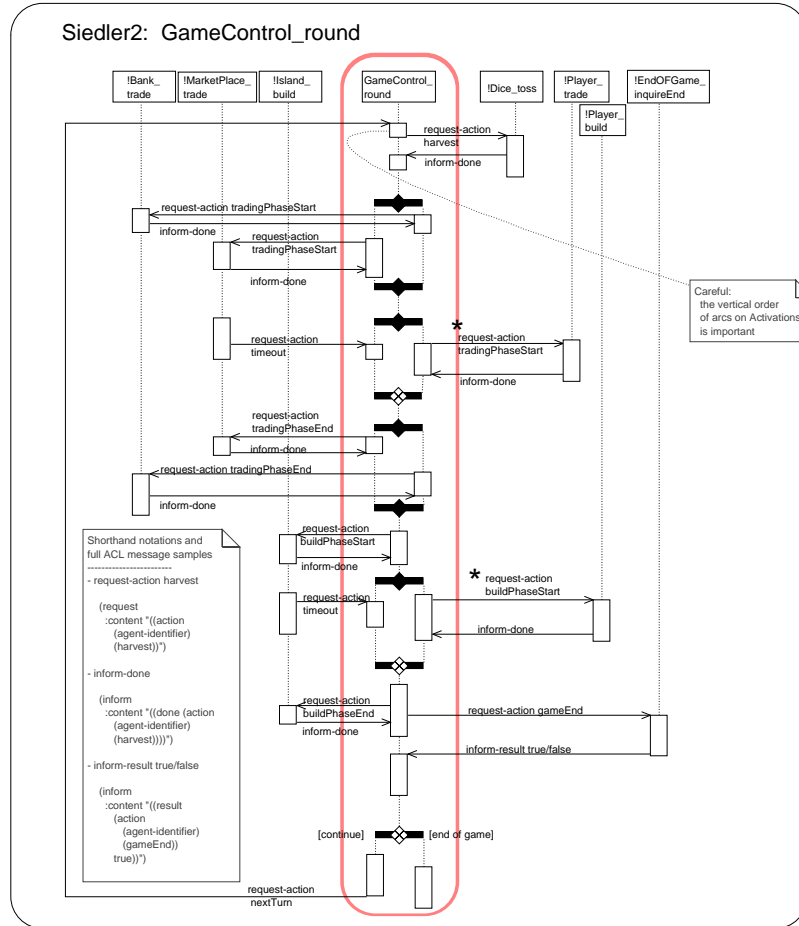 Siedler2:  GameControl_round
!Bank_
trade
!MarketPlace_
trade
!Island_
build
GameControl_
round
!Dice_toss
!Player_
trade
!EndOFGame_
inquireEnd
!Player_
build
request-action
harvest
inform-done
request-action tradingPhaseStart
inform-done
request-action
tradingPhaseStart
inform-done
Careful:
the vertical order
of arcs on Activations
is important
request-action
timeout
*
request-action
tradingPhaseStart
inform-done
request-action
tradingPhaseEnd
inform-done
request-action tradingPhaseEnd
inform-done
request-action
buildPhaseStart
inform-done
request-action
timeout
*
request-action
buildPhaseStart
inform-done
request-action
buildPhaseEnd
inform-done
request-action gameEnd
inform-result true/false
[continue]
[end of game]
request-action
nextTurn
Shorthand notations and
full ACL message samples
------------------------
- request-action harvest
(request
:content "((action
(agent-identifier)
(harvest))")
- inform-done
(inform
:content "((done (action
(agent-identifier)
(harvest))))")
- inform-result true/false
(inform
:content "((result
(action
(agent-identifier)
(gameEnd))
true))")